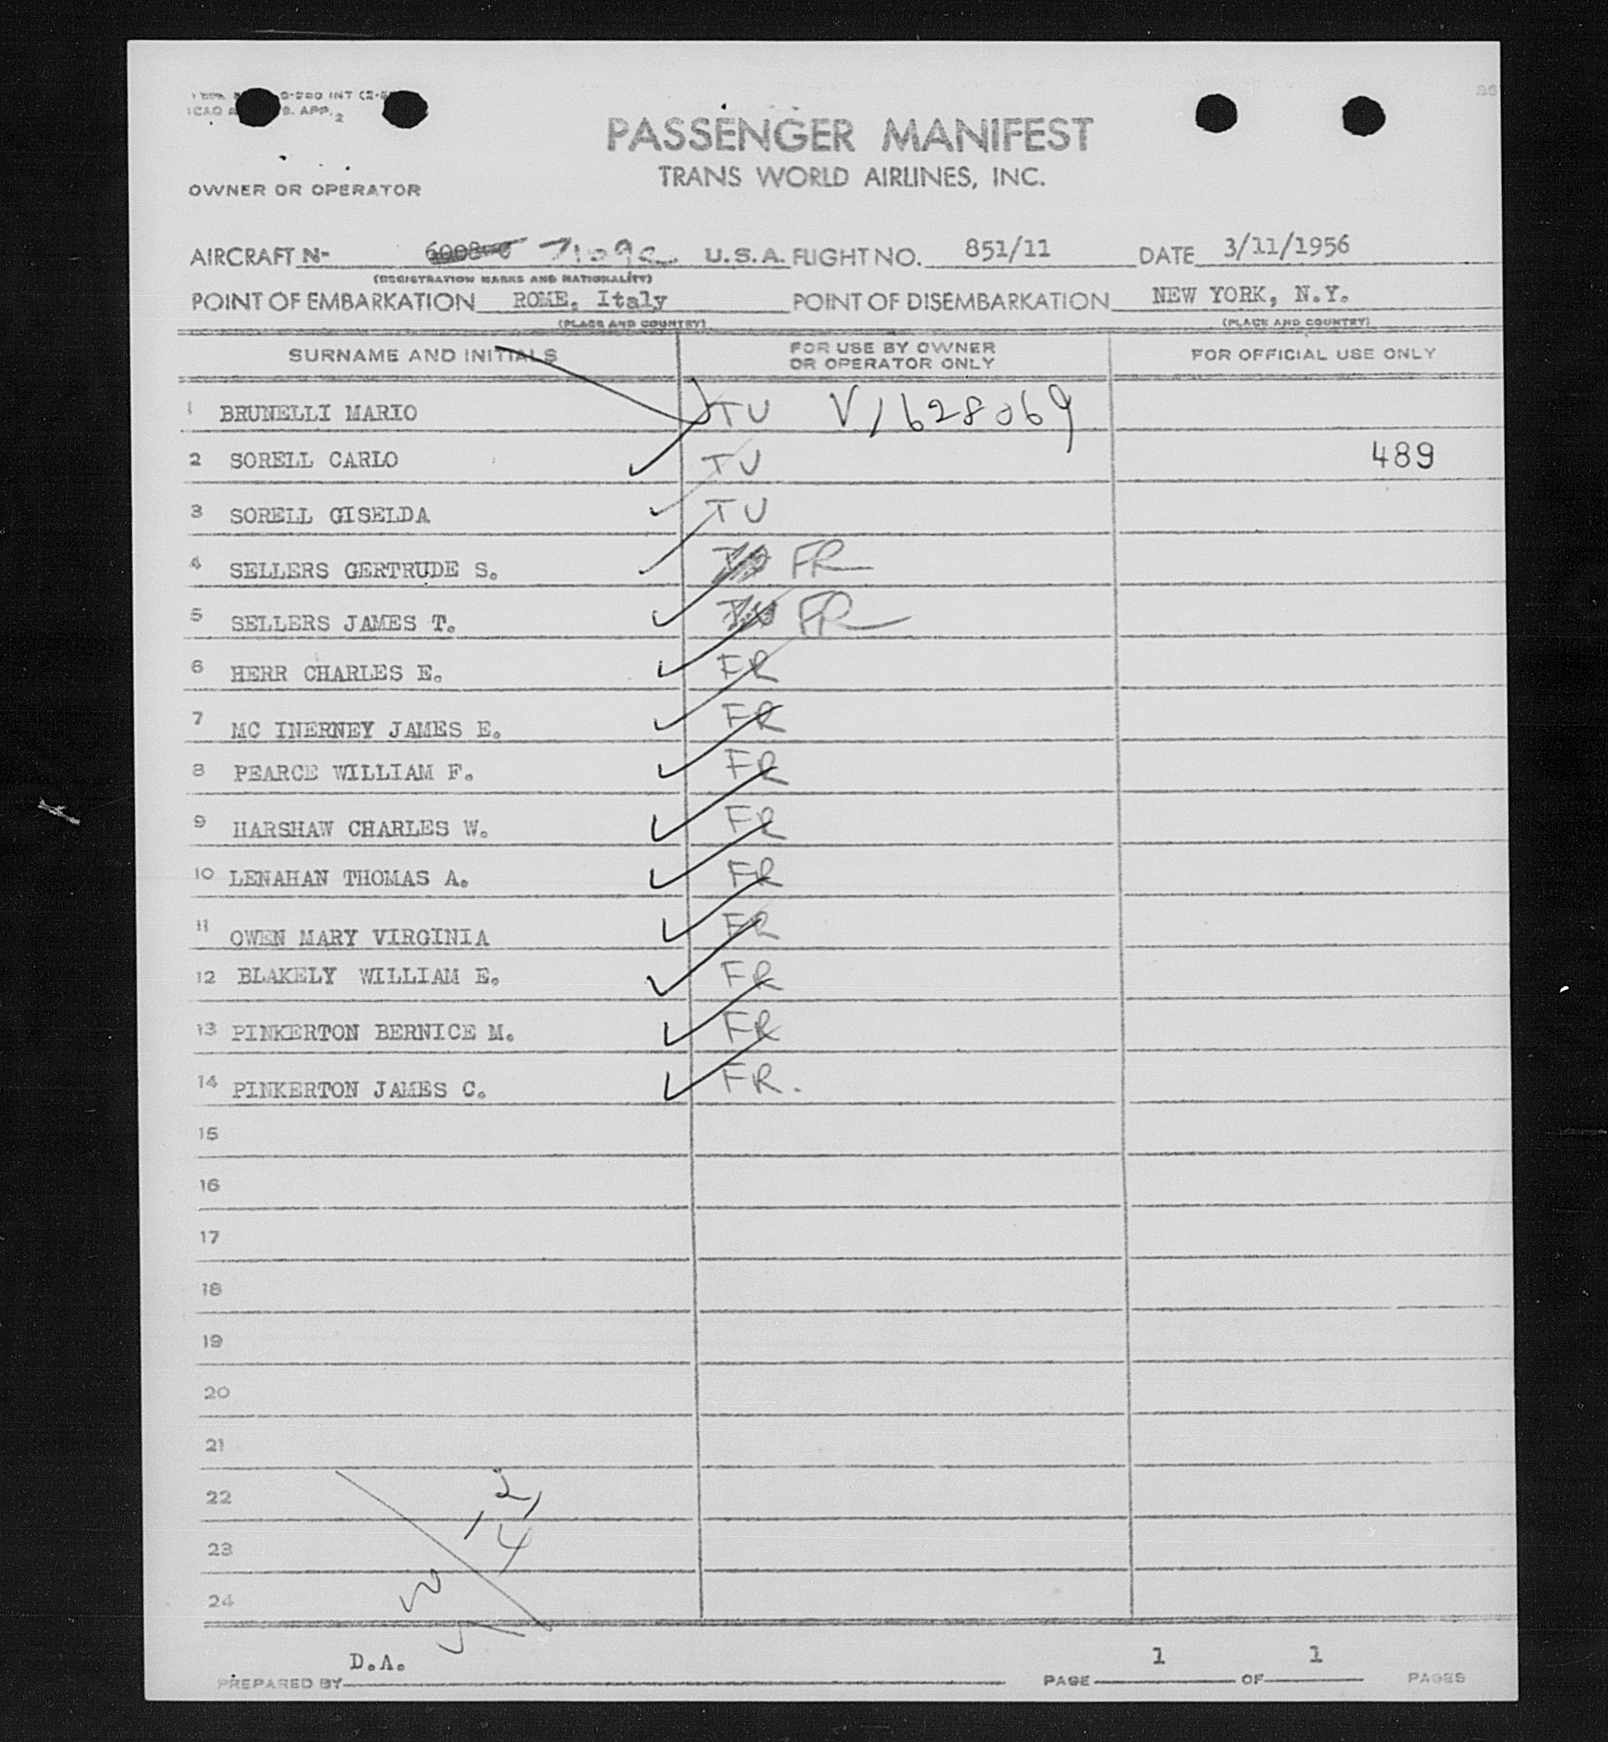 PASSENGER MANIFEST
TRANS WORLD AIRLINES, INC.
OWNER OR OPERATOR
AIRCRAFT N- U.S.A. FLIGHT NO. 851/11 DATE 3/11/1956
(REGISTRATION MARKS AND NATIONALITY)
POINT OF EMBARKATION ROME, Italy POINT OF DISEMBARKATION NEW YORK, N.Y.
(PLACE AND COUNTRY) (PLACE AND COUNTRY)
SURNAME AND INITIALS FOR USE BY OWNER OR OPERATOR ONLY FOR OFFICIAL USE ONLY
1 BRUNELLI MARIO TU V1628069
2 SORELL CARLO TU 489
3 SORELL GISELDA TU
4 SELLERS GERTRUDE S. FR
5 SELLERS JAMES T. FR
6 HERR CHARLES E. FR
7 MC INERNEY JAMES E. FR
8 PEARCE WILLIAM F. FR
9 HARSHAW CHARLES W. FR
10 LENAHAN THOMAS A. FR
11 OWEN MARY VIRGINIA FR
12 BLAKELY WILLIAM E. FR
13 PINKERTON BERNICE M. FR
14 PINKERTON JAMES C. FR.
15
16
17
18
19
20
21
22
23
24
D.A.
PREPARED BY PAGE 1 OF 1 PAGES